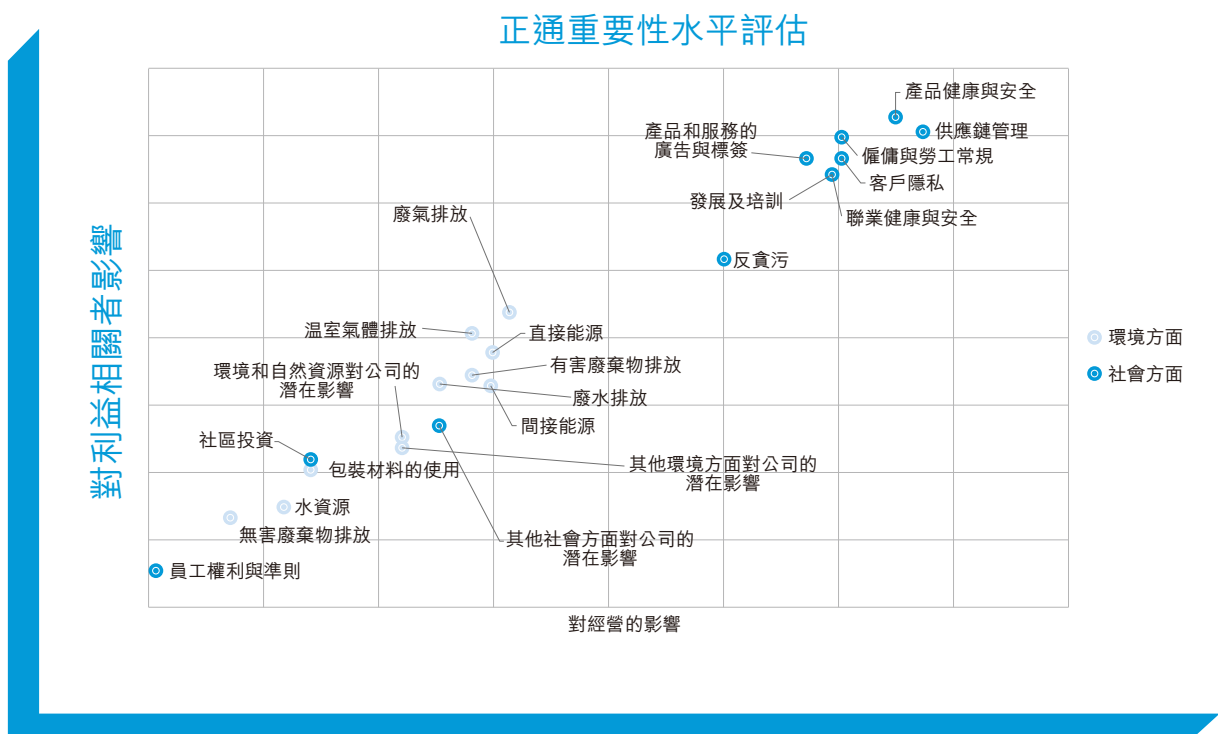 正通重要性水平評估
產品健康與安全
供應鏈管理
產品和服務的
廣告與標簽
僱傭與勞工常規
客戶隱私
發展及培訓
聯業健康與安全
廢氣排放
反貪污
對利益相關者影響
溫室氣體排放
直接能源
環境方面
有害廢棄物排放
環境和自然資源對公司的
潛在影響
社會方面
廢水排放
間接能源
社區投資
包裝材料的使用
其他環境方面對公司的
潛在影響
水資源
無害廢棄物排放
其他社會方面對公司的
潛在影響
員工權利與準則
對經營的影響